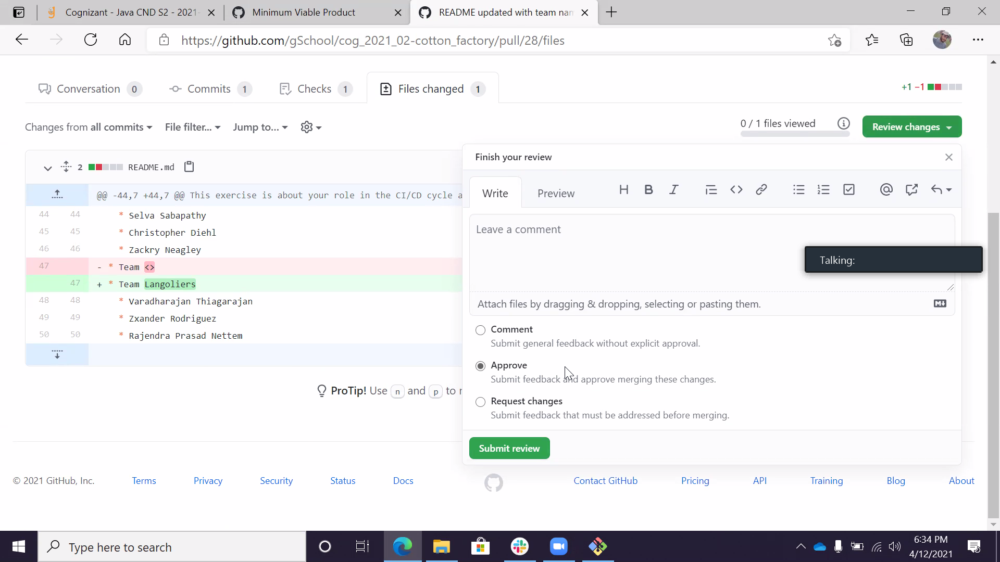 Cognizant - Java CND S2 - 2021-
Minimum Viable Product
README updated with team nam
https://github.com/gSchool/cog_2021_02-cotton_factory/pull/28/files
Conversation 0
Commits 1
Checks 1
Files changed 1
+1 −1
Changes from all commits
File filter...
Jump to...
0 / 1 files viewed
Review changes
2 README.md
@@ -44,7 +44,7 @@ This exercise is about your role in the CI/CD cycle a
44 44 * Selva Sabapathy
45 45 * Christopher Diehl
46 46 * Zackry Neagley
47 - * Team <>
47 + * Team Langoliers
48 48 * Varadharajan Thiagarajan
49 49 * Zxander Rodriguez
50 50 * Rajendra Prasad Nettem
ProTip! Use n and p to
Finish your review
Write
Preview
Leave a comment
Talking:
Attach files by dragging & dropping, selecting or pasting them.
Comment
Submit general feedback without explicit approval.
Approve
Submit feedback and approve merging these changes.
Request changes
Submit feedback that must be addressed before merging.
Submit review
© 2021 GitHub, Inc.
Terms
Privacy
Security
Status
Docs
Contact GitHub
Pricing
API
Training
Blog
About
Type here to search
6:34 PM
4/12/2021